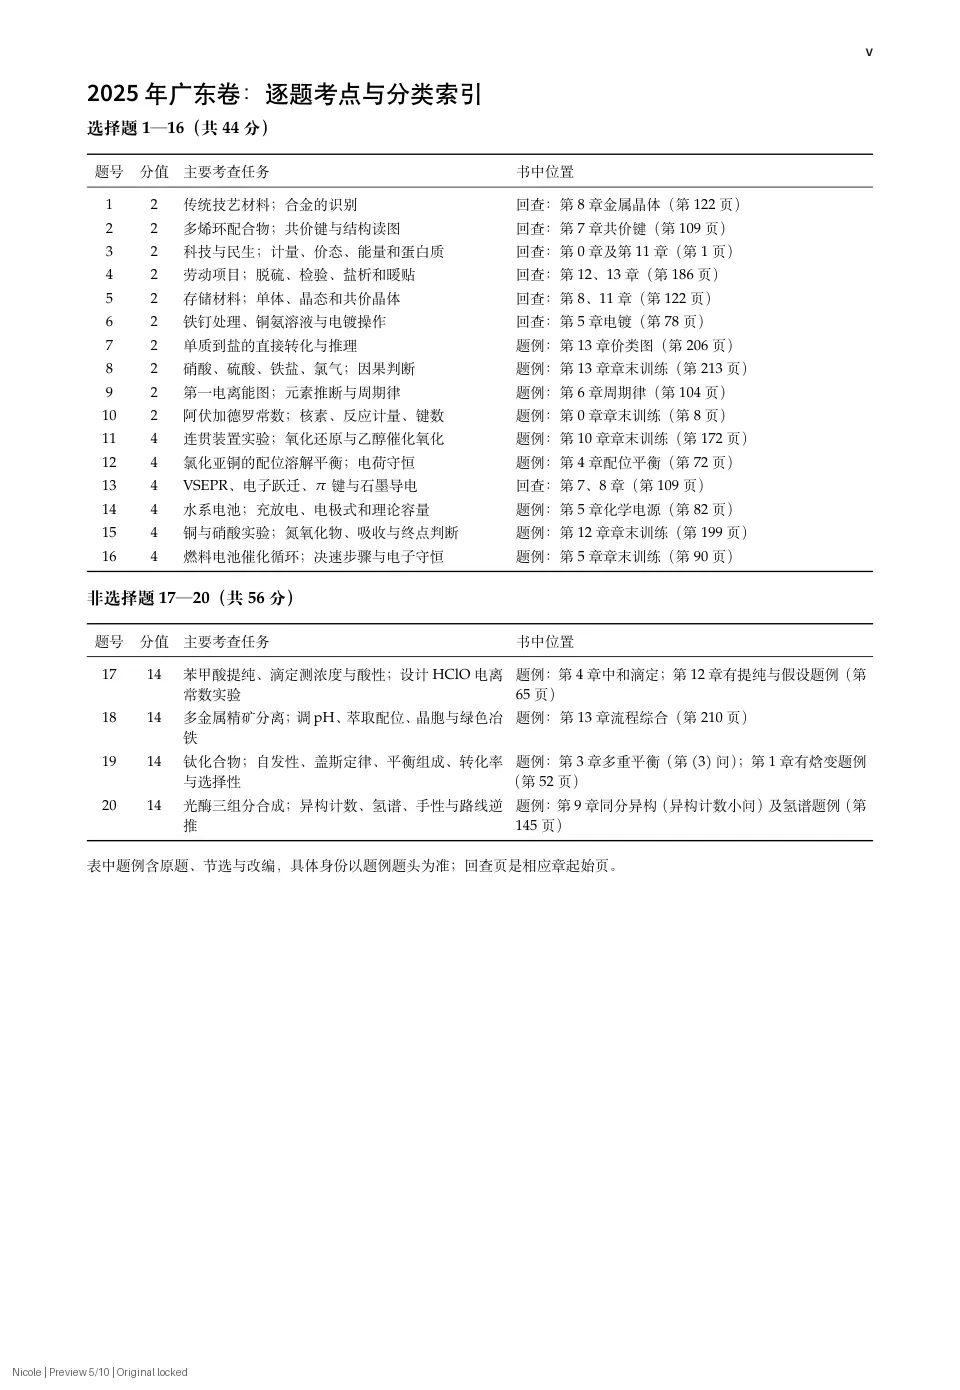 v
2025 年广东卷：逐题考点与分类索引
选择题 1—16（共 44 分）
题号 分值 主要考查任务 书中位置
1 2 传统技艺材料；合金的识别 回查：第 8 章金属晶体（第 122 页）
2 2 多烯环配合物；共价键与结构读图 回查：第 7 章共价键（第 109 页）
3 2 科技与民生；计量、价态、能量和蛋白质 回查：第 0 章及第 11 章（第 1 页）
4 2 劳动项目；脱硫、检验、盐析和暖贴 回查：第 12、13 章（第 186 页）
5 2 存储材料；单体、晶态和共价晶体 回查：第 8、11 章（第 122 页）
6 2 铁钉处理、铜氨溶液与电镀操作 回查：第 5 章电镀（第 78 页）
7 2 单质到盐的直接转化与推理 题例：第 13 章价类图（第 206 页）
8 2 硝酸、硫酸、铁盐、氯气；因果判断 题例：第 13 章章末训练（第 213 页）
9 2 第一电离能图；元素推断与周期律 题例：第 6 章周期律（第 104 页）
10 2 阿伏加德罗常数；核素、反应计量、键数 题例：第 0 章章末训练（第 8 页）
11 4 连贯装置实验；氧化还原与乙醇催化氧化 题例：第 10 章章末训练（第 172 页）
12 4 氯化亚铜的配位溶解平衡；电荷守恒 题例：第 4 章配位平衡（第 72 页）
13 4 VSEPR、电子跃迁、π 键与石墨导电 回查：第 7、8 章（第 109 页）
14 4 水系电池；充放电、电极式和理论容量 题例：第 5 章化学电源（第 82 页）
15 4 铜与硝酸实验；氮氧化物、吸收与终点判断 题例：第 12 章章末训练（第 199 页）
16 4 燃料电池催化循环；决速步骤与电子守恒 题例：第 5 章章末训练（第 90 页）
非选择题 17—20（共 56 分）
题号 分值 主要考查任务 书中位置
17 14 苯甲酸提纯、滴定测浓度与酸性；设计 HClO 电离 题例：第 4 章中和滴定；第 12 章有提纯与假设题例（第
常数实验 65 页）
18 14 多金属精矿分离；调 pH、萃取配位、晶胞与绿色冶 题例：第 13 章流程综合（第 210 页）
铁
19 14 钛化合物；自发性、盖斯定律、平衡组成、转化率 题例：第 3 章多重平衡（第 (3) 问）；第 1 章有焓变题例
与选择性 （第 52 页）
20 14 光酶三组分合成；异构计数、氢谱、手性与路线逆 题例：第 9 章同分异构（异构计数小问）及氢谱题例（第
推 145 页）
表中题例含原题、节选与改编，具体身份以题例题头为准；回查页是相应章起始页。
Nicole | Preview 5/10 | Original locked